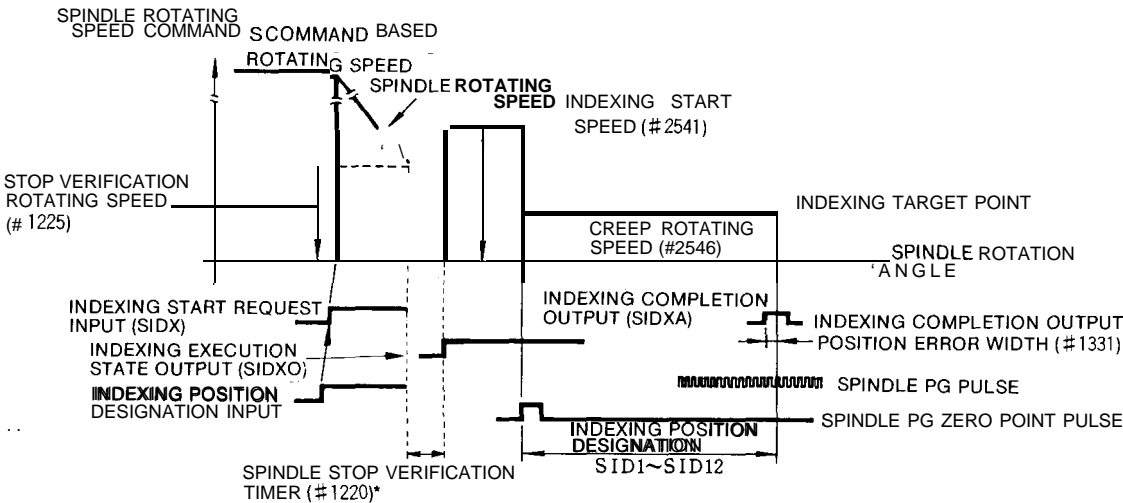 SPINDLE ROTATING
SPEED COMMAND
S COMMAND BASED
ROTATING SPEED
SPINDLE ROTATING
SPEED
INDEXING START
SPEED (#2541)
STOP VERIFICATION
ROTATING SPEED
(# 1225)
INDEXING TARGET POINT
CREEP ROTATING
SPEED (#2546)
SPINDLE ROTATION
'ANGLE
INDEXING START REQUEST
INPUT (SIDX)
INDEXING COMPLETION
OUTPUT (SIDXA)
INDEXING COMPLETION OUTPUT
POSITION ERROR WIDTH (#1331)
INDEXING EXECUTION
STATE OUTPUT (SIDXO)
INDEXING POSITION
DESIGNATION INPUT
SPINDLE PG PULSE
SPINDLE PG ZERO POINT PULSE
INDEXING POSITION
DESIGNATION
SID1~SID12
SPINDLE STOP VERIFICATION
TIMER (#1220)*